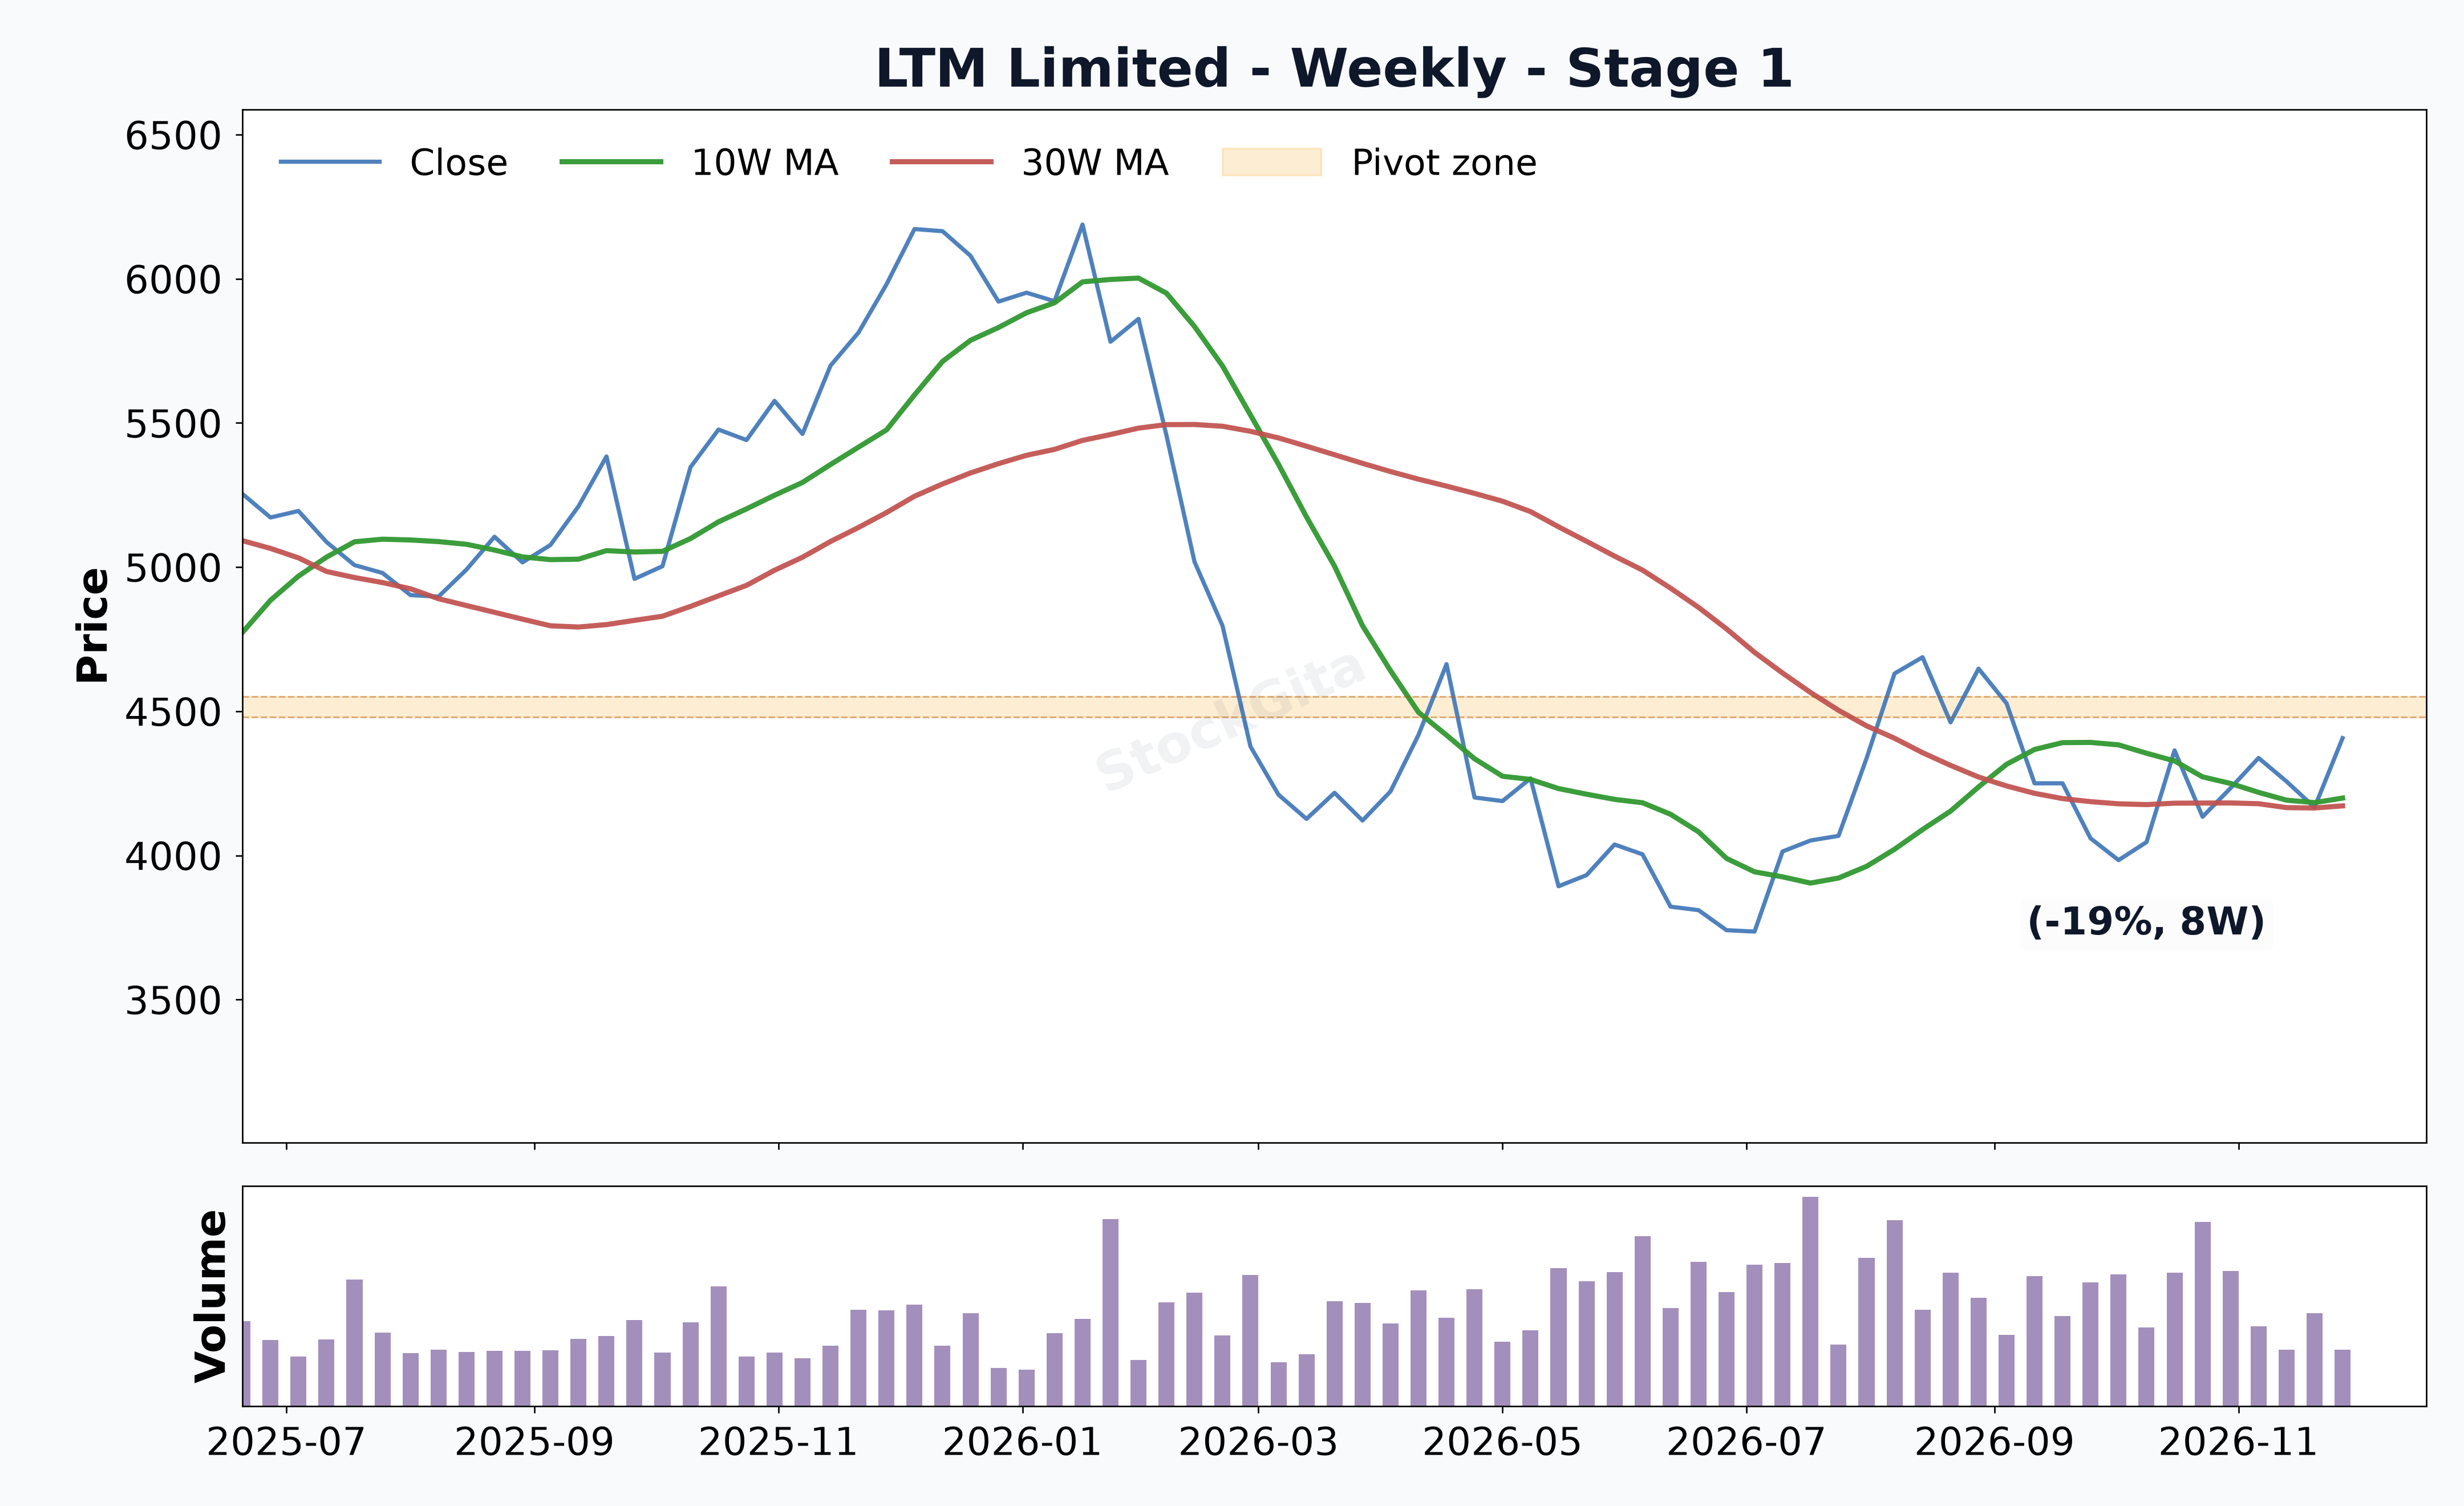 LTM Limited - Weekly - Stage 1
Close
10W MA
30W MA
Pivot zone
6500
6000
5500
5000
4500
4000
3500
Price
StockGita
(-19%, 8W)
Volume
2025-07
2025-09
2025-11
2026-01
2026-03
2026-05
2026-07
2026-09
2026-11